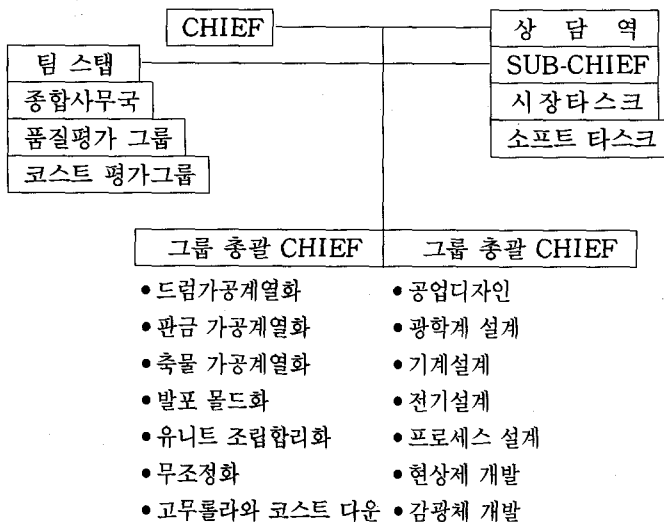 CHIEF
상 담 역
팀 스탭
SUB-CHIEF
종합사무국
시장타스크
품질평가 그룹
소프트 타스크
코스트 평가그룹
그룹 총괄 CHIEF
그룹 총괄 CHIEF
• 드럼가공계열화
• 판금 가공계열화
• 축물 가공계열화
• 발포 몰드화
• 유니트 조립합리화
• 무조정화
• 고무롤라와 코스트 다운
• 공업디자인
• 광학계 설계
• 기계설계
• 전기설계
• 프로세스 설계
• 현상제 개발
• 감광체 개발